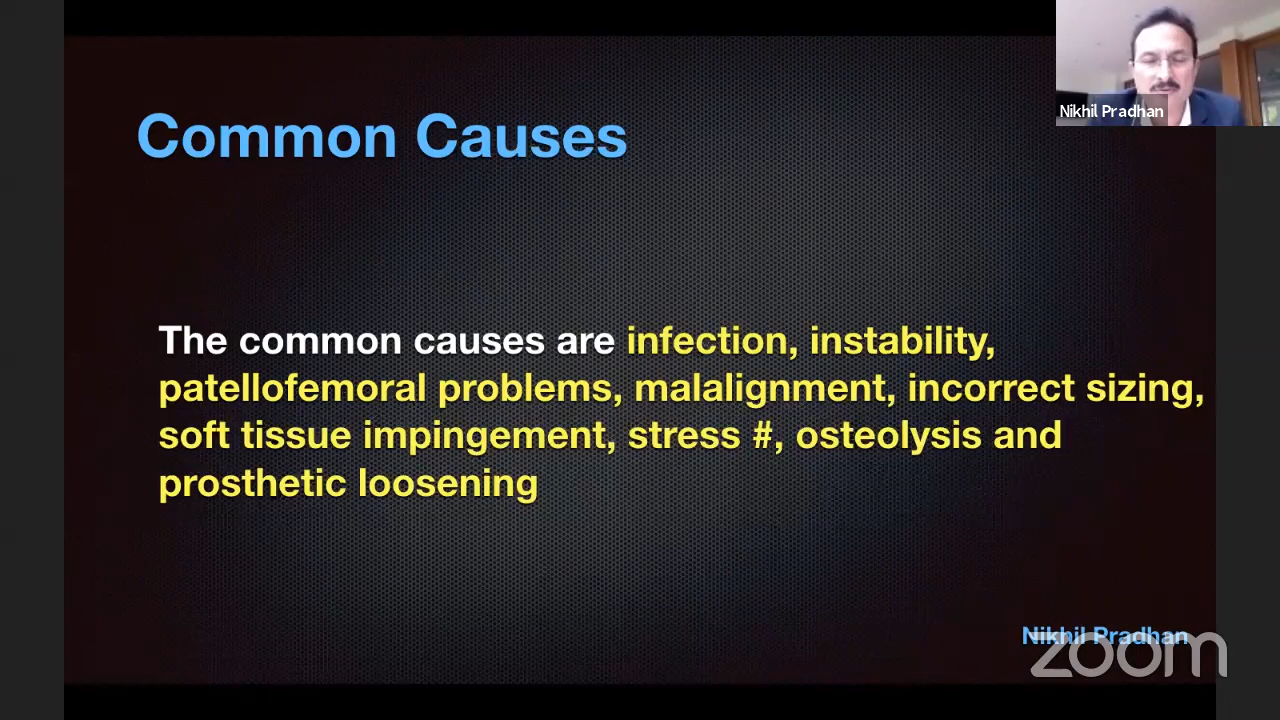 Nikhil Pradhan
Common Causes
The common causes are infection, instability,
patellofemoral problems, malalignment, incorrect sizing,
soft tissue impingement, stress #, osteolysis and
prosthetic loosening
Nikhil Pradhan
zoom